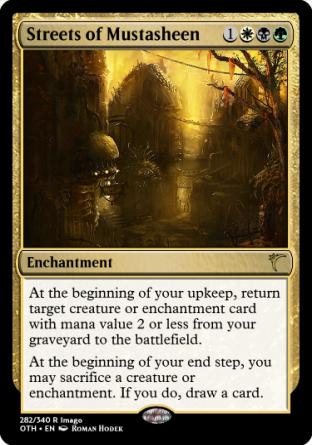 Streets of Mustasheen 1
Enchantment
At the beginning of your upkeep, return
target creature or enchantment card
with mana value 2 or less from your
graveyard to the battlefield.
At the beginning of your end step, you
may sacrifice a creature or
enchantment. If you do, draw a card.
282/340 R Imago
OTH • EN Roman Hodek